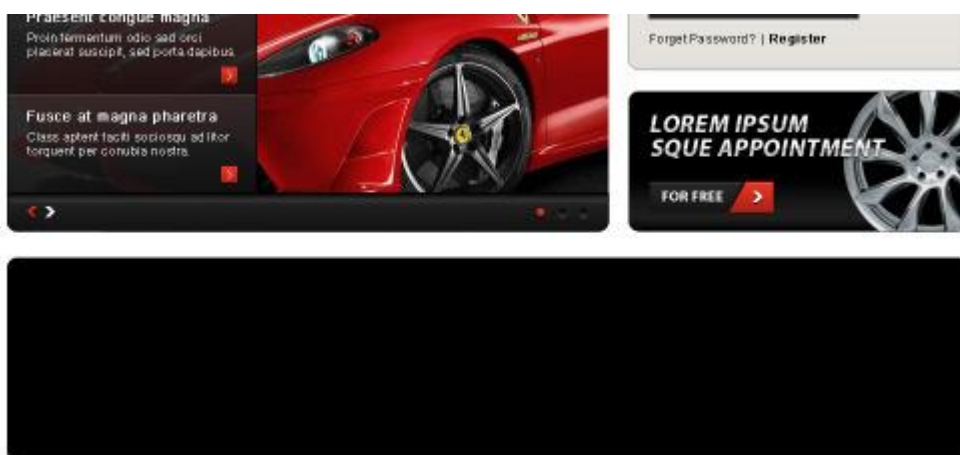 Praesent congue magna
Proin fermentum odio sed orci
placerat suscipit, sed porta dapibus.
Fusce at magna pharetra
Class aptent taciti sociosqu ad litor
torquent per conubia nostra.
Forget Password? | Register
LOREM IPSUM
SQUE APPOINTMENT
FOR FREE